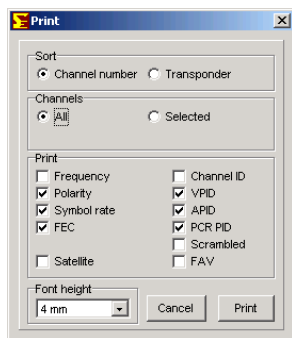 Print
Sort
Channel number Transponder
Channels
All Selected
Print
Frequency Channel ID
Polarity VPID
Symbol rate APID
FEC PCR PID
Scrambled
Satellite FAV
Font height
4 mm Cancel Print